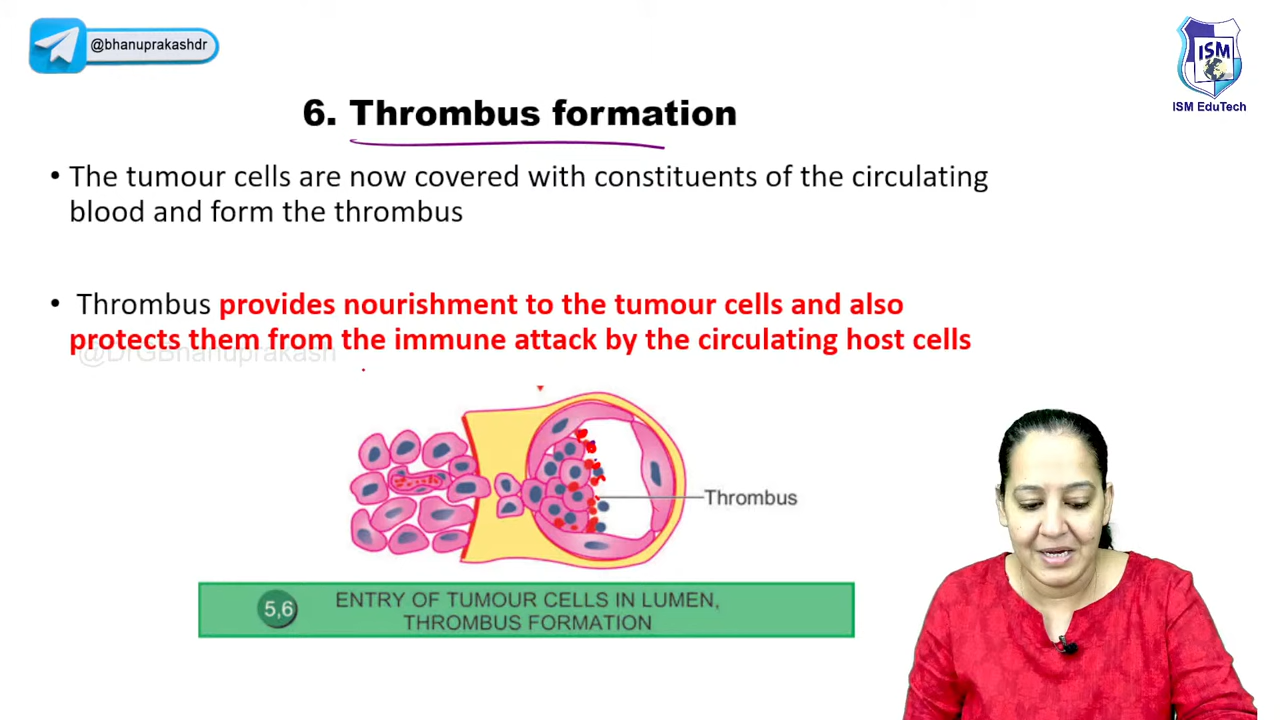 @bhanuprakashdr
ISM
ISM EduTech
6. Thrombus formation
• The tumour cells are now covered with constituents of the circulating
blood and form the thrombus
• Thrombus provides nourishment to the tumour cells and also
protects them from the immune attack by the circulating host cells
@DrGBhanuprakash
Thrombus
5,6
ENTRY OF TUMOUR CELLS IN LUMEN,
THROMBUS FORMATION